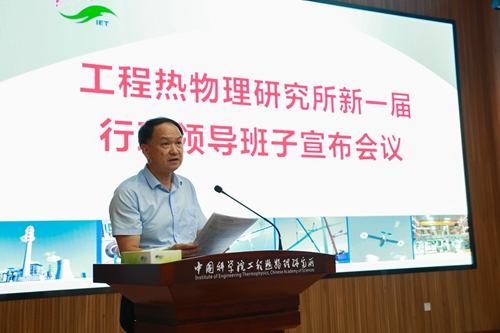 IET
工程热物理研究所新一届
行 领导班子宣布会议
中国科学院工程热物理研究所
Institute of Engineering Thermophysics, Chinese Academy of Sciences